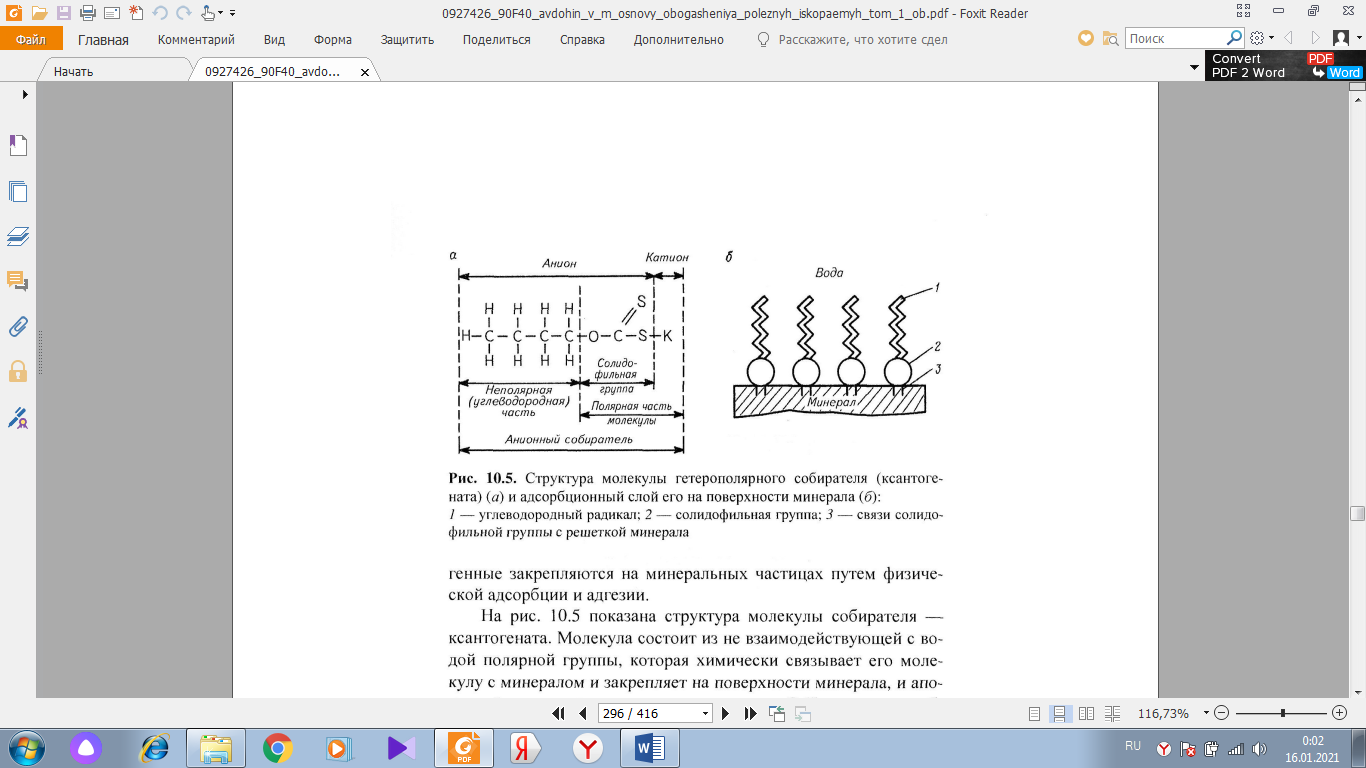 0927426_90F40_avdohin_v_m_osnovy_obogasheniya_poleznyh_iskopaemyh_tom_1_ob.pdf - Foxit Reader
Файл Главная Комментарий Вид Форма Защитить Поделиться Справка Дополнительно Расскажите, что хотите сдел Поиск
Начать 0927426_90F40_avdo...
Convert PDF
PDF 2 Word Word
а
Анион Катион
H H H H S
H C C C C O C S K
H H H H
Солидо-
фильная
группа
Неполярная
(углеводородная)
часть
Полярная часть
молекулы
Анионный собиратель
б
Вода
1
2
3
Минерал
Рис. 10.5. Структура молекулы гетерополярного собирателя (ксантоге-
ната) (а) и адсорбционный слой его на поверхности минерала (б):
1 — углеводородный радикал; 2 — солидофильная группа; 3 — связи солидо-
фильной группы с решеткой минерала
генные закрепляются на минеральных частицах путем физиче-
ской адсорбции и адгезии.
На рис. 10.5 показана структура молекулы собирателя —
ксантогената. Молекула состоит из не взаимодействующей с во-
дой полярной группы, которая химически связывает его моле-
кулу с минералом и закрепляет на поверхности минерала, и апо-
296 / 416
116,73%
PDF
RU
0:02
16.01.2021